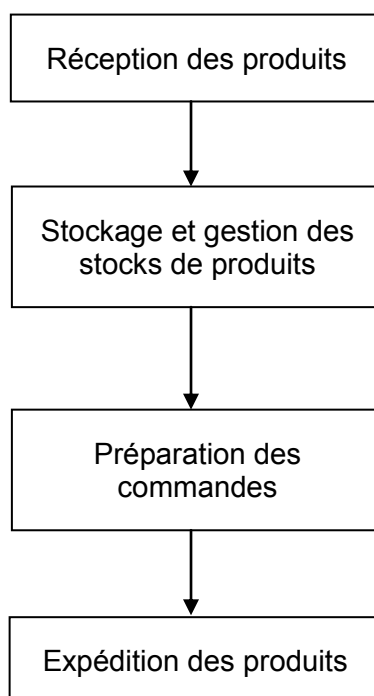 Réception des produits
Stockage et gestion des
stocks de produits
Préparation des
commandes
Expédition des produits